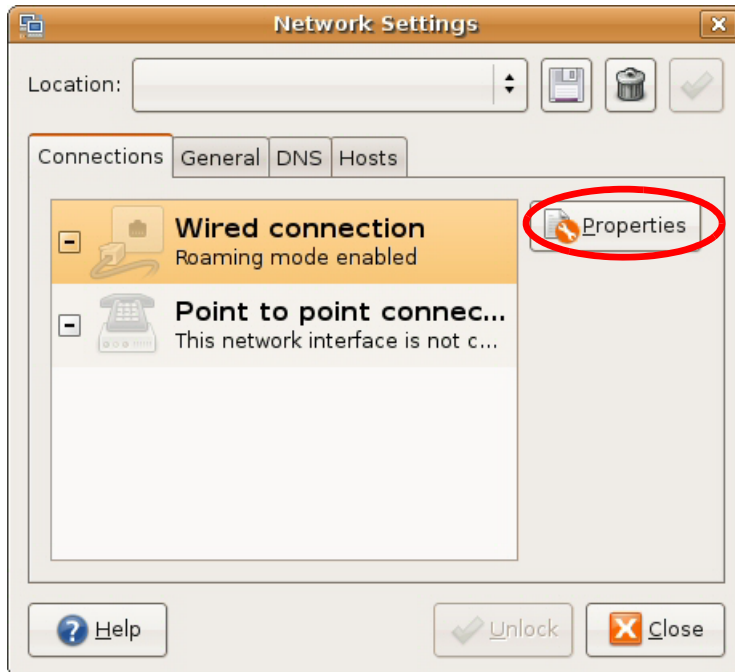 Network Settings
Location:
Connections General DNS Hosts
Wired connection
Roaming mode enabled
Properties
Point to point connec...
This network interface is not c...
Help Unlock Close